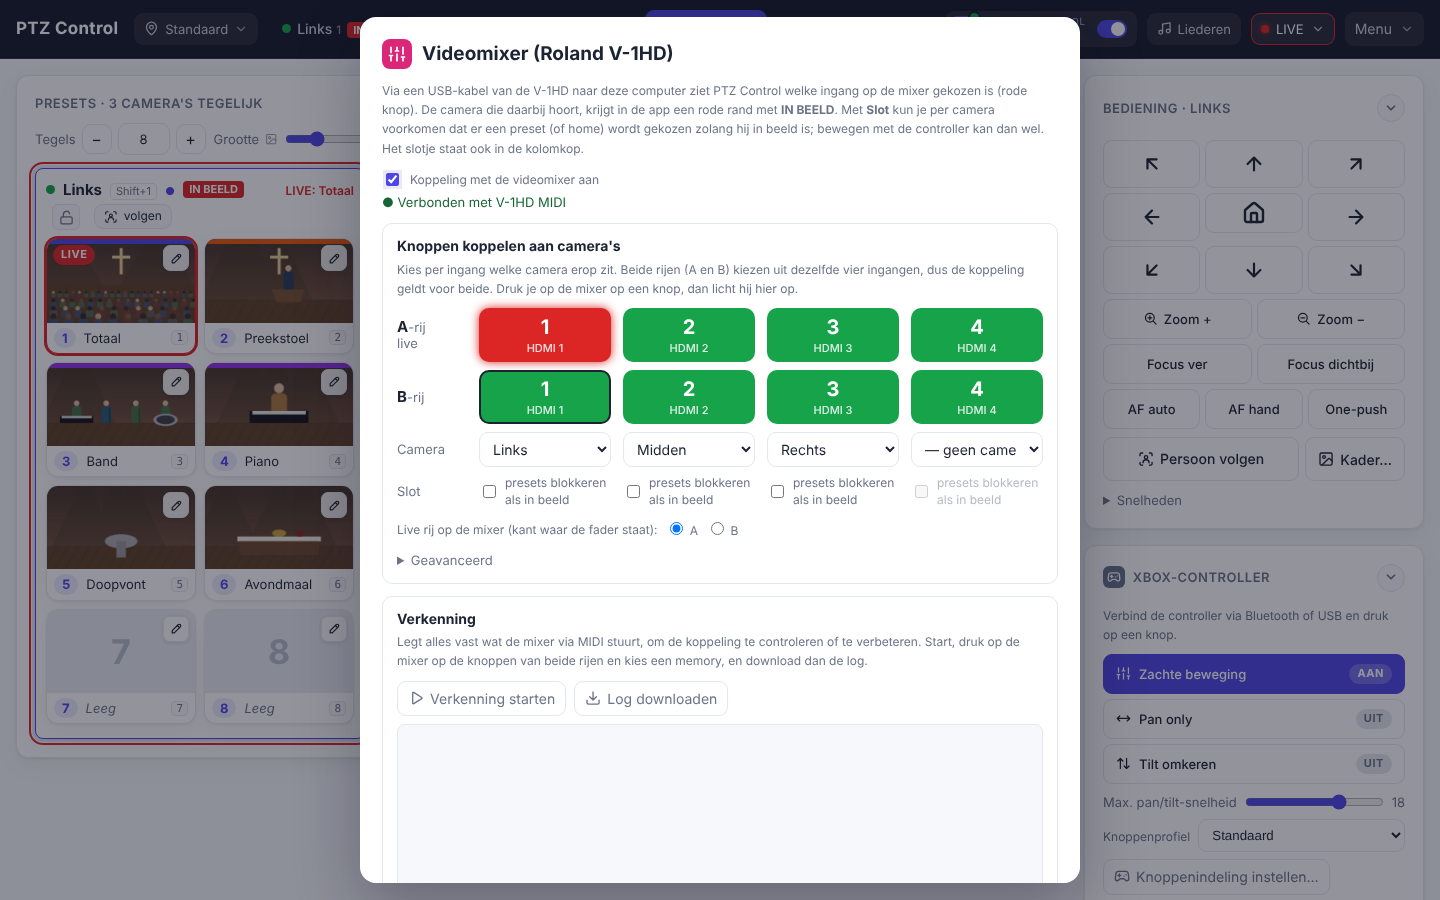 PTZ Control
Standaard
Links 1
LIVE
Liederen
Menu
PRESETS · 3 CAMERA'S TEGELIJK
Tegels − 8 + Grootte
Links Shift+1 IN BEELD LIVE: Totaal
volgen
LIVE
1 Totaal 1
2 Preekstoel 2
3 Band 3
4 Piano 4
5 Doopvont 5
6 Avondmaal 6
7
8
7 Leeg 7
8 Leeg 8
Videomixer (Roland V-1HD)
Via een USB-kabel van de V-1HD naar deze computer ziet PTZ Control welke ingang op de mixer gekozen is (rode
knop). De camera die daarbij hoort, krijgt in de app een rode rand met IN BEELD. Met Slot kun je per camera
voorkomen dat er een preset (of home) wordt gekozen zolang hij in beeld is; bewegen met de controller kan dan wel.
Het slotje staat ook in de kolomkop.
Koppeling met de videomixer aan
Verbonden met V-1HD MIDI
Knoppen koppelen aan camera's
Kies per ingang welke camera erop zit. Beide rijen (A en B) kiezen uit dezelfde vier ingangen, dus de koppeling
geldt voor beide. Druk je op de mixer op een knop, dan licht hij hier op.
A-rij
live
1
HDMI 1
2
HDMI 2
3
HDMI 3
4
HDMI 4
B-rij
1
HDMI 1
2
HDMI 2
3
HDMI 3
4
HDMI 4
Camera Links Midden Rechts — geen came
Slot
presets blokkeren
als in beeld
presets blokkeren
als in beeld
presets blokkeren
als in beeld
presets blokkeren
als in beeld
Live rij op de mixer (kant waar de fader staat): A B
Geavanceerd
Verkenning
Legt alles vast wat de mixer via MIDI stuurt, om de koppeling te controleren of te verbeteren. Start, druk op de
mixer op de knoppen van beide rijen en kies een memory, en download dan de log.
Verkenning starten
Log downloaden
BEDIENING · LINKS
Zoom +
Zoom −
Focus ver
Focus dichtbij
AF auto
AF hand
One-push
Persoon volgen
Kader...
Snelheden
XBOX-CONTROLLER
Verbind de controller via Bluetooth of USB en druk
op een knop.
Zachte beweging AAN
Pan only UIT
Tilt omkeren UIT
Max. pan/tilt-snelheid 18
Knoppenprofiel Standaard
Knoppenindeling instellen...